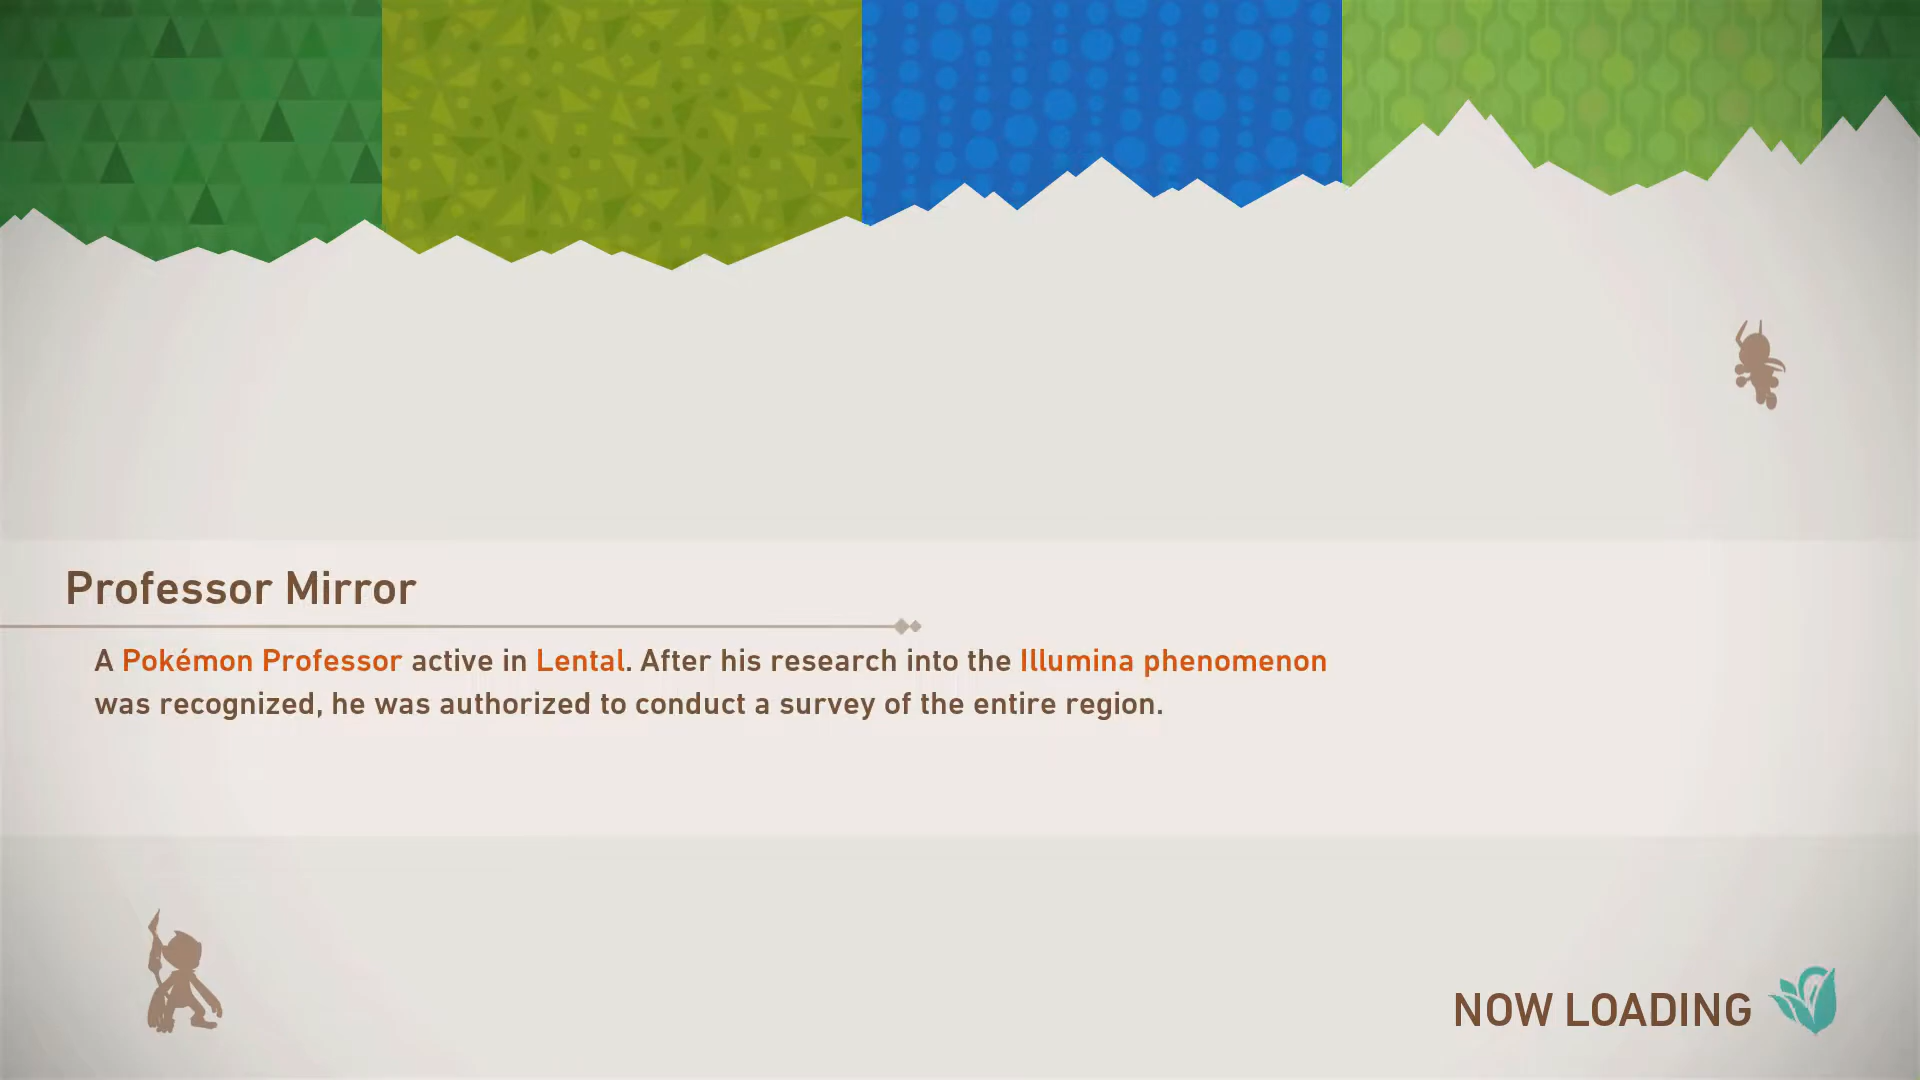 Professor Mirror
A Pokémon Professor active in Lental. After his research into the Illumina phenomenon
was recognized, he was authorized to conduct a survey of the entire region.
NOW LOADING